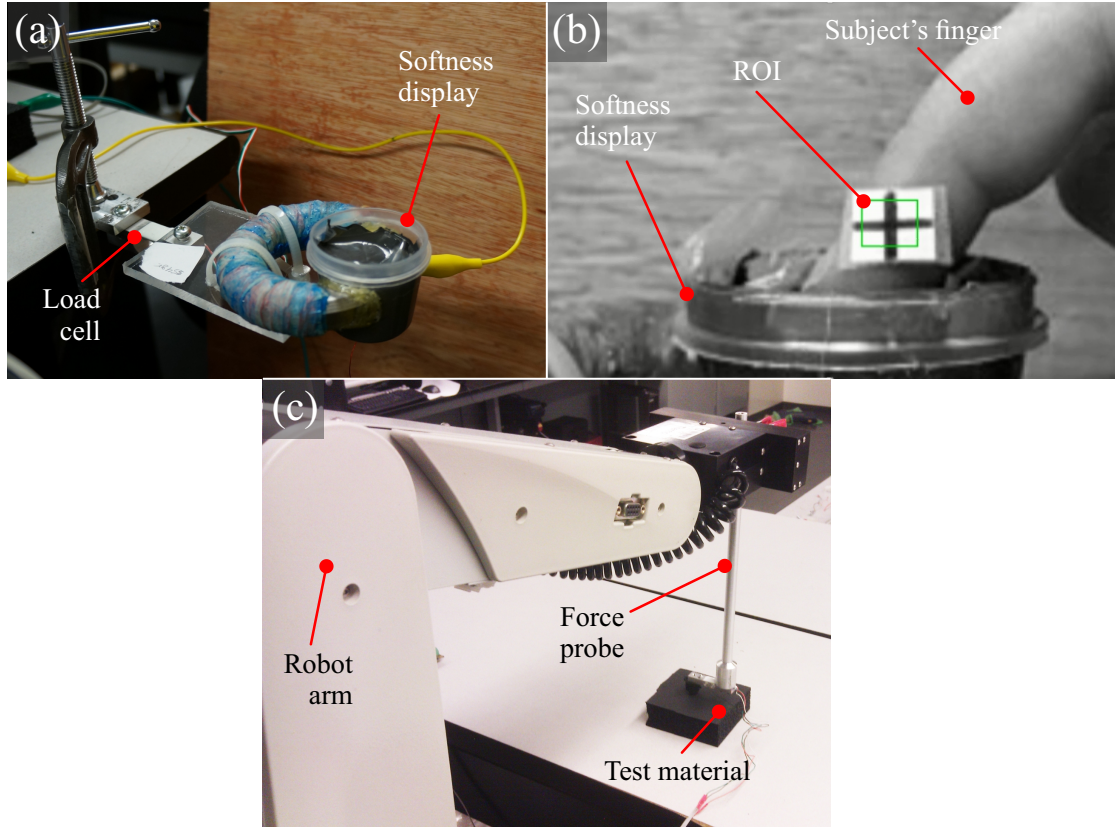 (a)
Softness
display
Load
cell
(b)
Subject's finger
ROI
Softness
display
(c)
Robot
arm
Force
probe
Test material